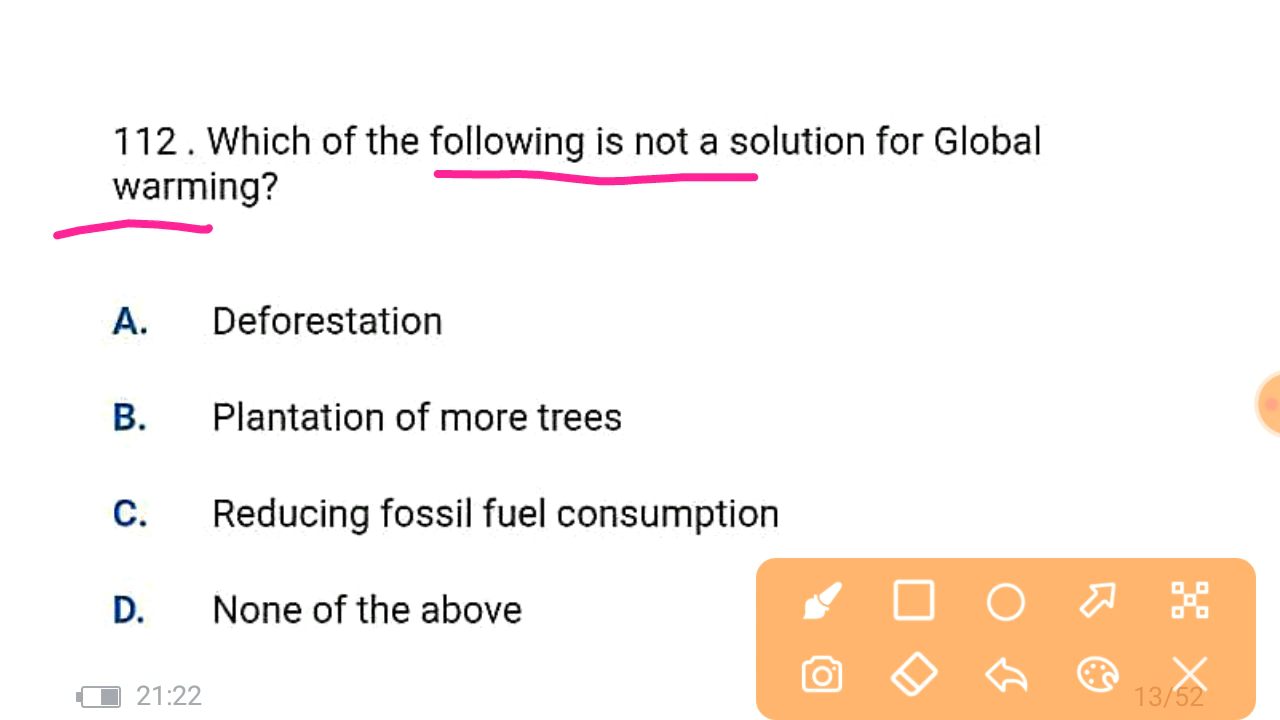 112 . Which of the following is not a solution for Global
warming?
A. Deforestation
B. Plantation of more trees
C. Reducing fossil fuel consumption
D. None of the above
21:22
13/52